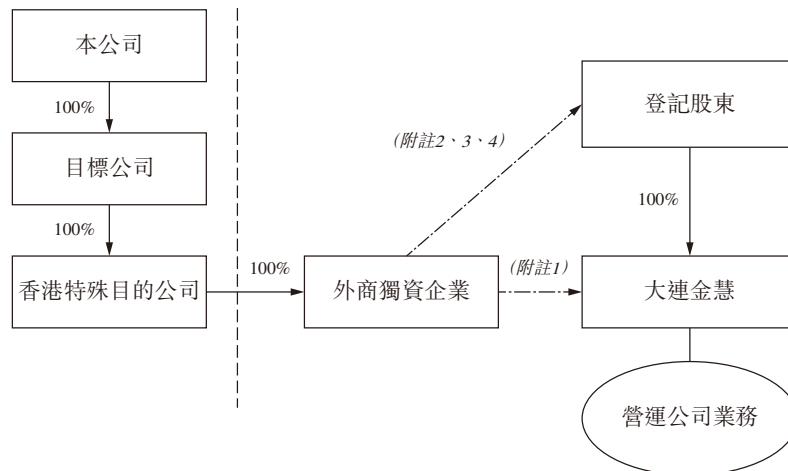 本公司
100%
目標公司
100%
香港特殊目的公司
100%
外商獨資企業
(附註2、3、4)
(附註1)
登記股東
100%
大連金慧
營運公司業務